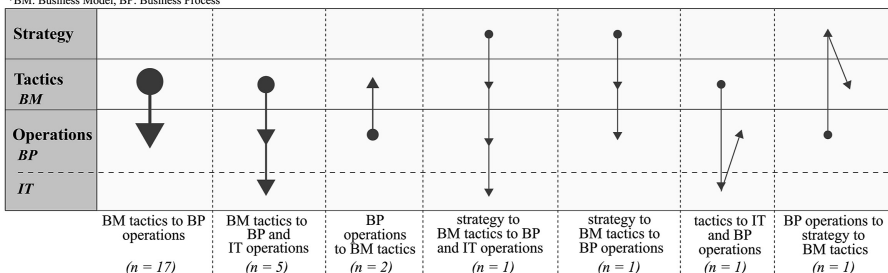 *BM: Business Model, BP: Business Process
Strategy
Tactics
BM
Operations
BP
IT
BM tactics to BP
operations
(n = 17)
BM tactics to
BP and
IT operations
(n = 5)
BP
operations
to BM tactics
(n = 2)
strategy to
BM tactics to BP
and IT operations
(n = 1)
strategy to
BM tactics to
BP operations
(n = 1)
tactics to IT
and BP
operations
(n = 1)
BP operations to
strategy to
BM tactics
(n = 1)